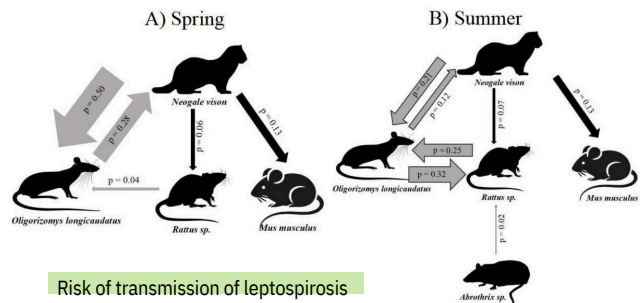 A) Spring
Neogale vison
p = 0.50
p = 0.28
p = 0.06
p = 0.13
p = 0.04
Oligorizomys longicaudatus
Rattus sp.
Mus musculus
B) Summer
Neogale vison
p = 0.21
p = 0.12
p = 0.07
p = 0.13
p = 0.25
p = 0.32
Oligorizomys longicaudatus
Rattus sp.
Mus musculus
p = 0.02
Abrothrix sp.
Risk of transmission of leptospirosis